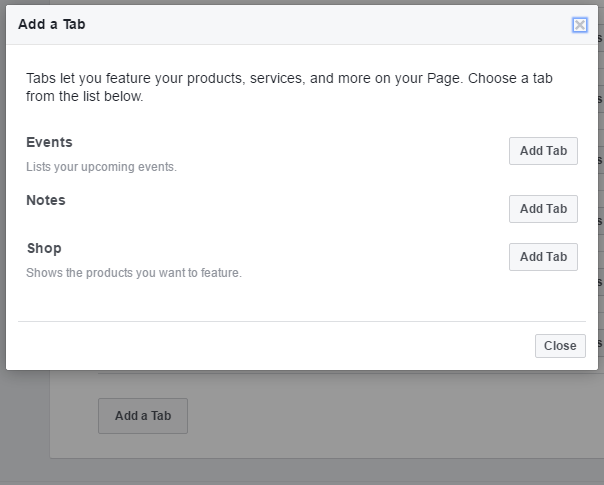 Add a Tab
Tabs let you feature your products, services, and more on your Page. Choose a tab
from the list below.
Events
Add Tab
Lists your upcoming events.
Notes
Add Tab
Shop
Add Tab
Shows the products you want to feature.
Close
Add a Tab